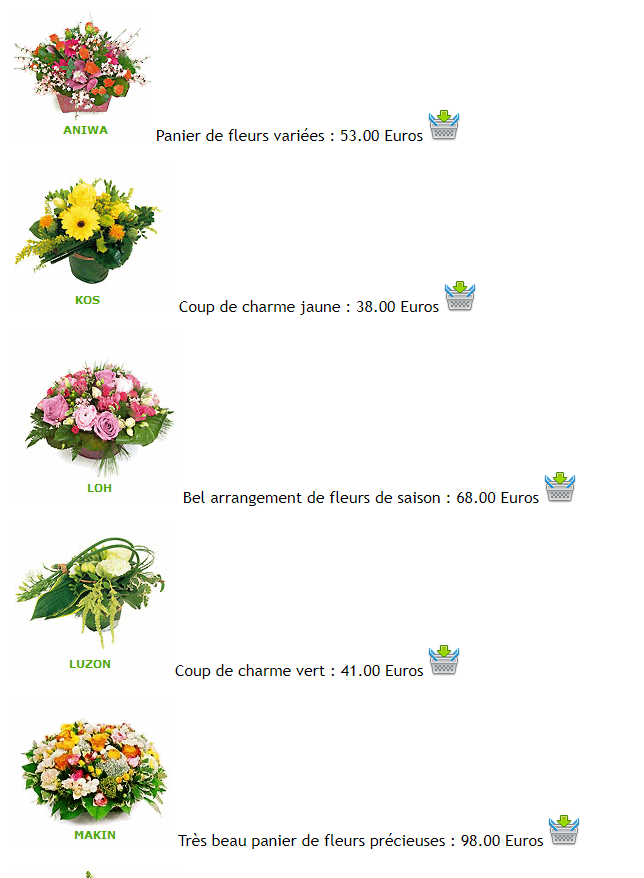 ANIWA
Panier de fleurs variées : 53.00 Euros
KOS
Coup de charme jaune : 38.00 Euros
LOH
Bel arrangement de fleurs de saison : 68.00 Euros
LUZON
Coup de charme vert : 41.00 Euros
MAKIN
Très beau panier de fleurs précieuses : 98.00 Euros